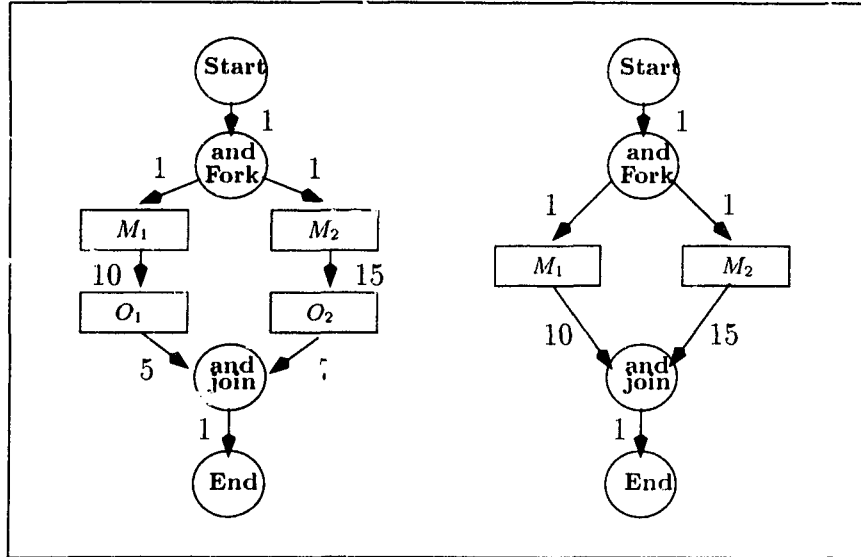 Start
1
and
Fork
1
1
M₁
M₂
10
15
O₁
O₂
5
and
join
1
End
Start
1
and
Fork
1
1
M₁
M₂
10
15
and
join
1
End